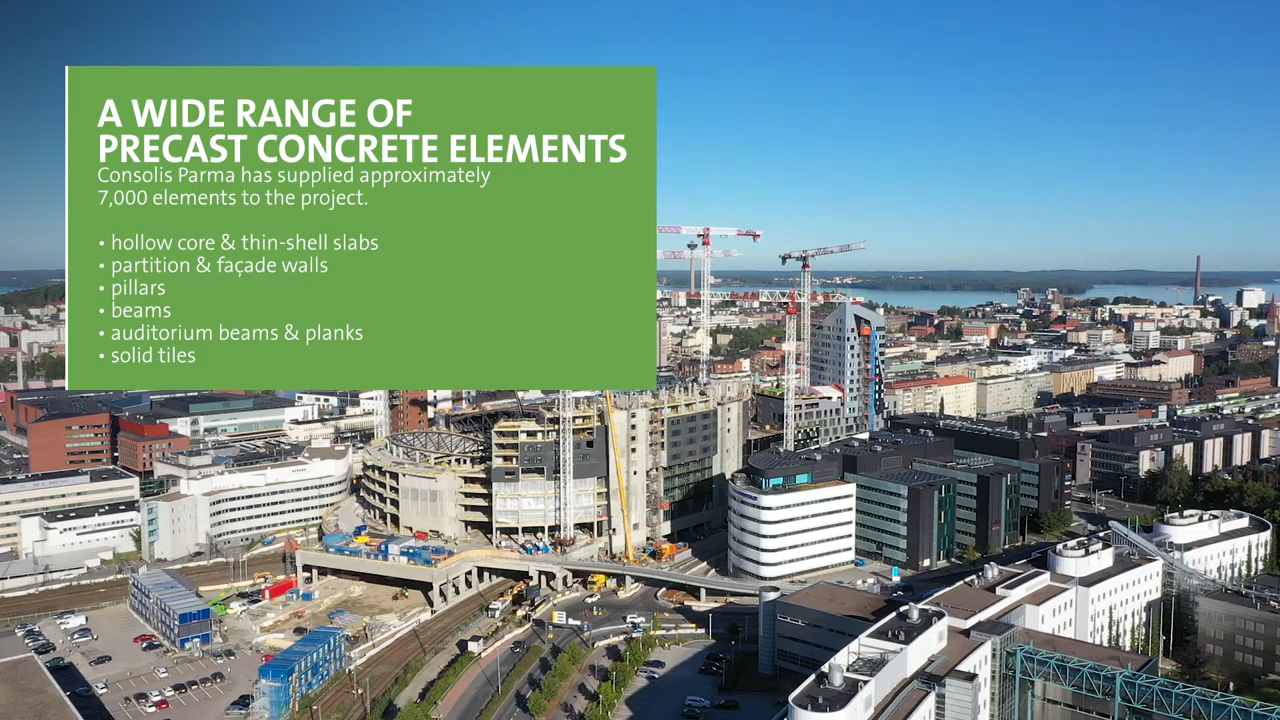 A WIDE RANGE OF
PRECAST CONCRETE ELEMENTS
Consolis Parma has supplied approximately
7,000 elements to the project.
• hollow core & thin-shell slabs
• partition & façade walls
• pillars
• beams
• auditorium beams & planks
• solid tiles